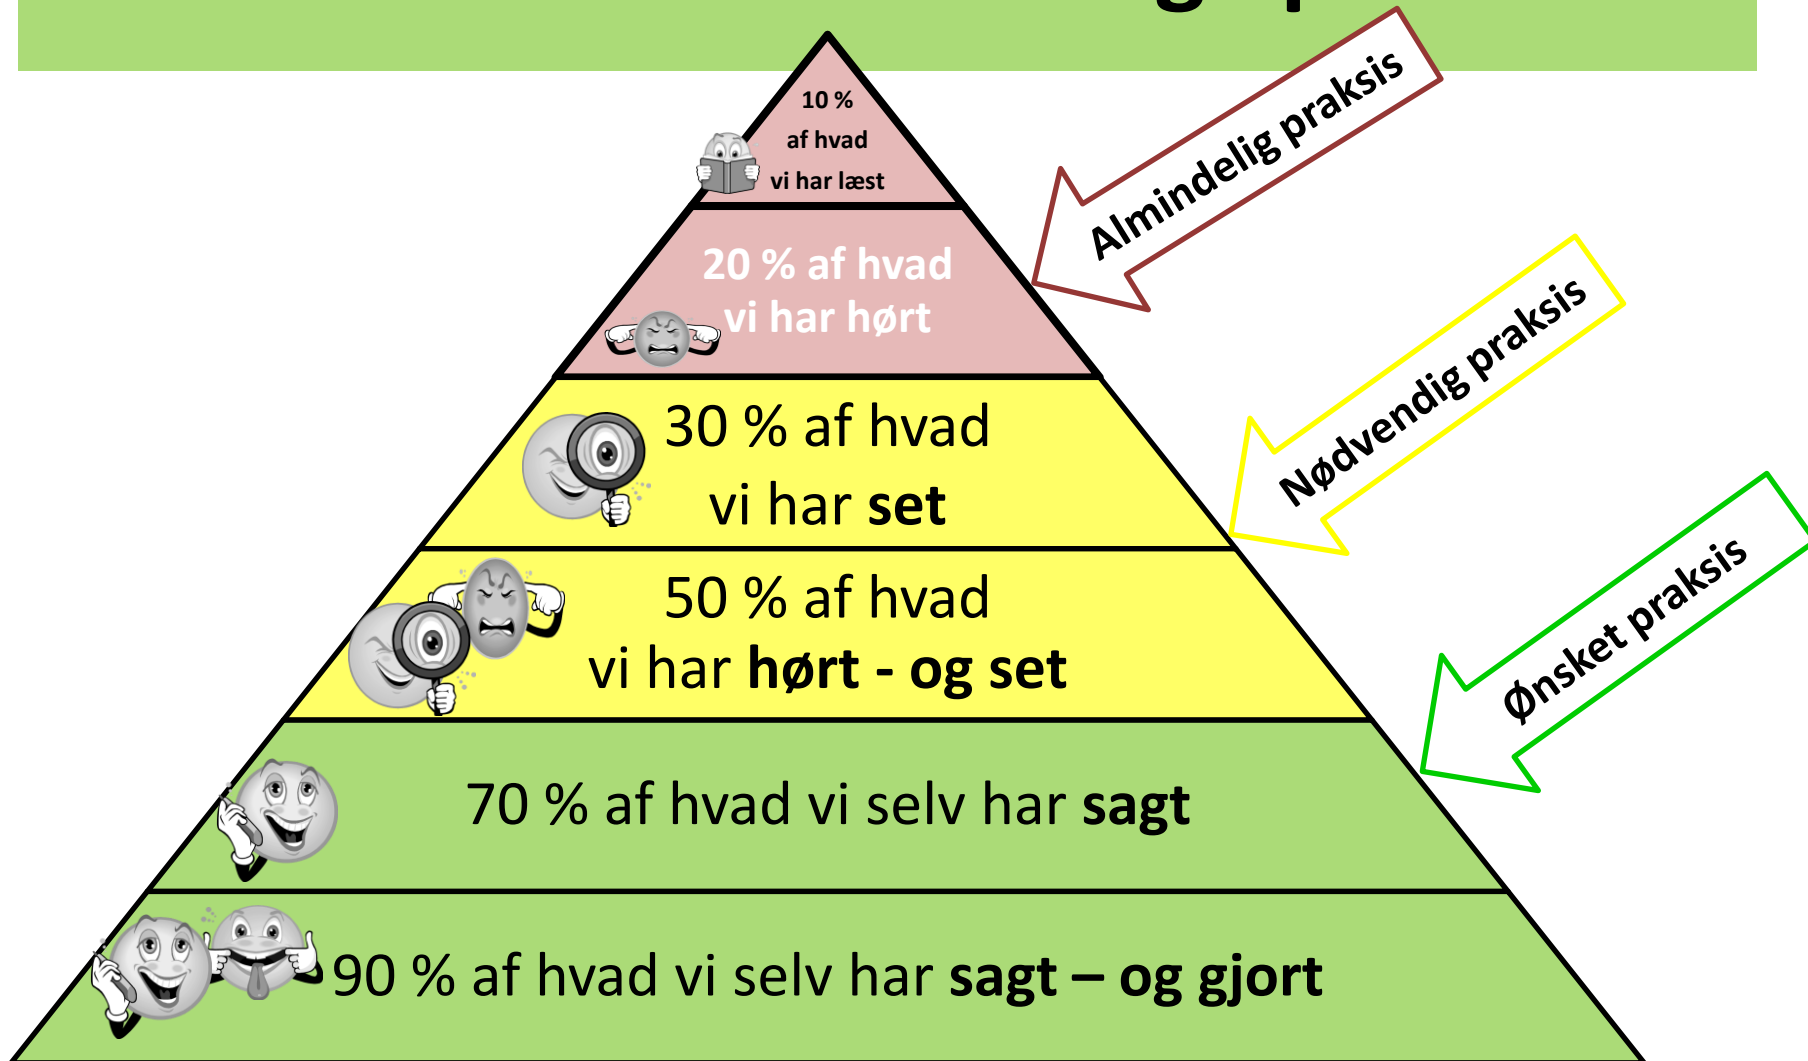 10 %
af hvad
vi har læst
20 % af hvad
vi har hørt
30 % af hvad
vi har set
50 % af hvad
vi har hørt - og set
70 % af hvad vi selv har sagt
90 % af hvad vi selv har sagt – og gjort
Almindelig praksis
Nødvendig praksis
Ønsket praksis